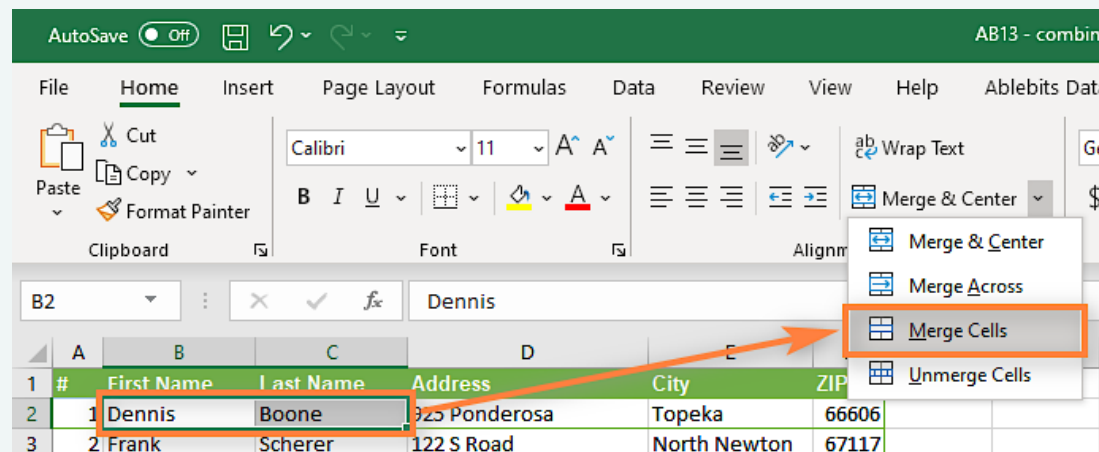 AutoSave Off AB13 - combin
File Home Insert Page Layout Formulas Data Review View Help Ablebits Dat
Cut
Copy
Paste
Format Painter
Calibri 11
B I U A
Wrap Text
Merge & Center
$
Clipboard Font Alignm
Merge & Center
Merge Across
Merge Cells
Unmerge Cells
B2 fx Dennis
A B C D E
1 # First Name Last Name Address City ZIP
2 1 Dennis Boone 925 Ponderosa Topeka 66606
3 2 Frank Scherer 122 S Road North Newton 67117